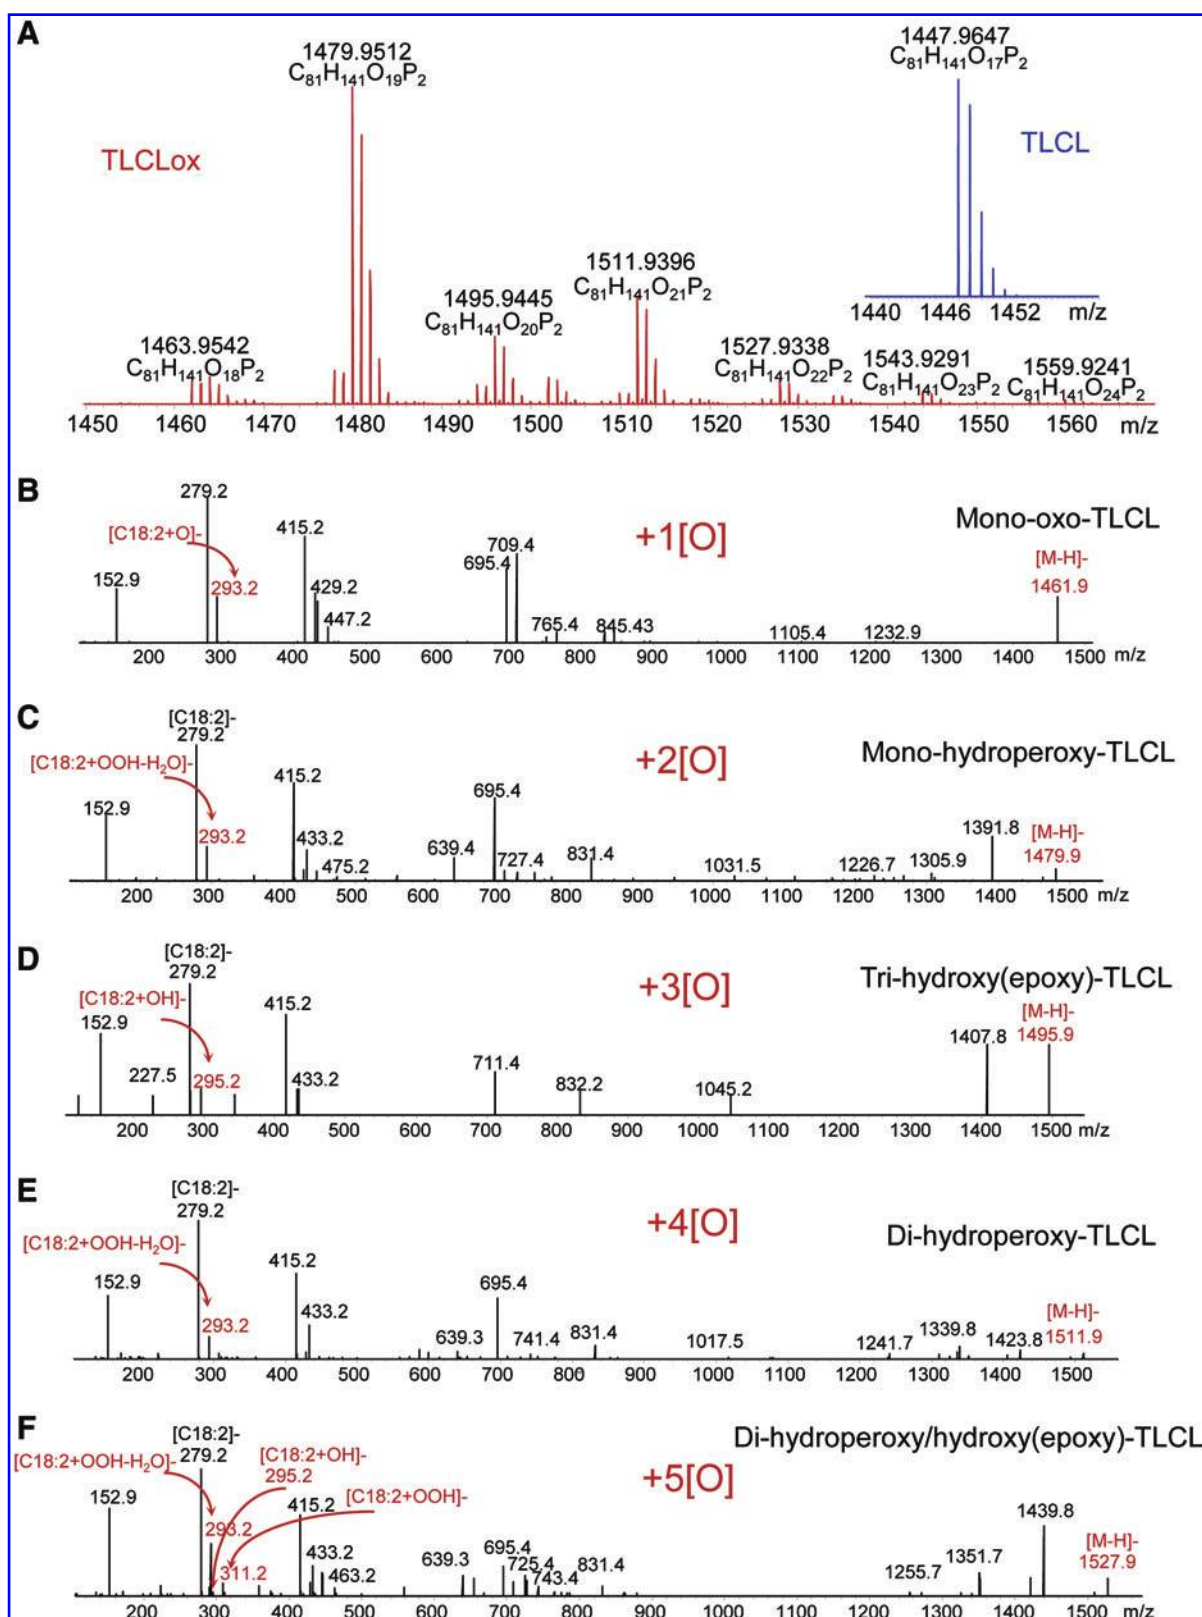 A
1479.9512
C₈₁H₁₄₁O₁₉P₂
1447.9647
C₈₁H₁₄₁O₁₇P₂
TLCLox
TLCL
1511.9396
C₈₁H₁₄₁O₂₁P₂
1495.9445
C₈₁H₁₄₁O₂₀P₂
1440 1446 1452 m/z
1463.9542
C₈₁H₁₄₁O₁₈P₂
1527.9338
C₈₁H₁₄₁O₂₂P₂
1543.9291
C₈₁H₁₄₁O₂₃P₂
1559.9241
C₈₁H₁₄₁O₂₄P₂
1450 1460 1470 1480 1490 1500 1510 1520 1530 1540 1550 1560 m/z
B
279.2
Mono-oxo-TLCL
[C18:2+O]-
415.2
+1[O]
709.4
695.4
[M-H]-
1461.9
152.9
293.2
429.2
447.2
765.4
845.43
1105.4
1232.9
200 300 400 500 600 700 800 900 1000 1100 1200 1300 1400 1500 m/z
C
[C18:2]-
279.2
Mono-hydroperoxy-TLCL
[C18:2+OOH-H₂O]-
+2[O]
415.2
695.4
152.9
293.2
433.2
475.2
639.4
727.4
831.4
1031.5
1226.7
1305.9
1391.8
[M-H]-
1479.9
200 300 400 500 600 700 800 900 1000 1100 1200 1300 1400 1500 m/z
D
[C18:2]-
279.2
Tri-hydroxy(epoxy)-TLCL
[C18:2+OH]-
+3[O]
415.2
[M-H]-
1495.9
152.9
227.5
295.2
433.2
711.4
832.2
1045.2
1407.8
200 300 400 500 600 700 800 900 1000 1100 1200 1300 1400 1500 m/z
E
[C18:2]-
279.2
+4[O]
Di-hydroperoxy-TLCL
[C18:2+OOH-H₂O]-
415.2
152.9
293.2
433.2
695.4
639.3
741.4
831.4
1017.5
1241.7
1339.8
1423.8
[M-H]-
1511.9
200 300 400 500 600 700 800 900 1000 1100 1200 1300 1400 1500 m/z
F
[C18:2]-
279.2
Di-hydroperoxy/hydroxy(epoxy)-TLCL
[C18:2+OOH-H₂O]-
[C18:2+OH]-
295.2
+5[O]
[C18:2+OOH]-
152.9
415.2
293.2
311.2
433.2
463.2
639.3
695.4
725.4
743.4
831.4
1255.7
1351.7
1439.8
[M-H]-
1527.9
200 300 400 500 600 700 800 900 1000 1100 1200 1300 1400 1500 m/z